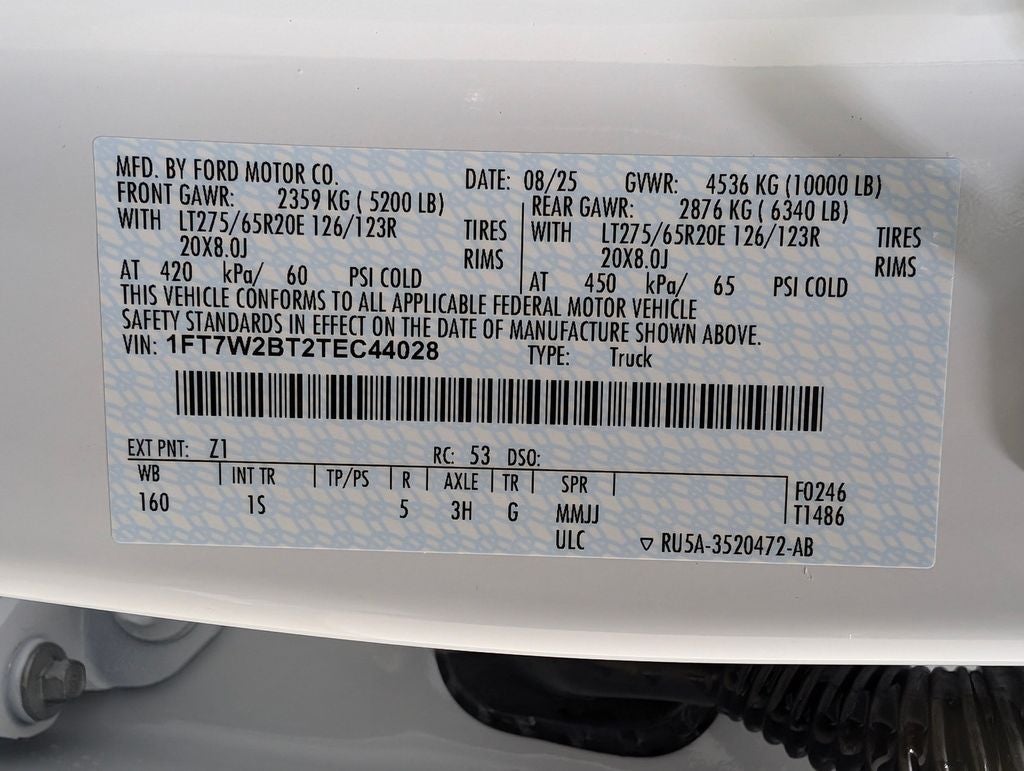 MFD. BY FORD MOTOR CO. DATE: 08/25 GVWR: 4536 KG (10000 LB)
FRONT GAWR: 2359 KG ( 5200 LB) REAR GAWR: 2876 KG ( 6340 LB)
WITH LT275/65R20E 126/123R TIRES WITH LT275/65R20E 126/123R TIRES
20X8.0J RIMS 20X8.0J RIMS
AT 420 kPa/ 60 PSI COLD AT 450 kPa/ 65 PSI COLD
THIS VEHICLE CONFORMS TO ALL APPLICABLE FEDERAL MOTOR VEHICLE
SAFETY STANDARDS IN EFFECT ON THE DATE OF MANUFACTURE SHOWN ABOVE.
VIN: 1FT7W2BT2TEC44028 TYPE: Truck
EXT PNT: Z1 RC: 53 DSO:
WB INT TR TP/PS R AXLE TR SPR F0246
160 1S 5 3H G MMJJ T1486
ULC RU5A-3520472-AB